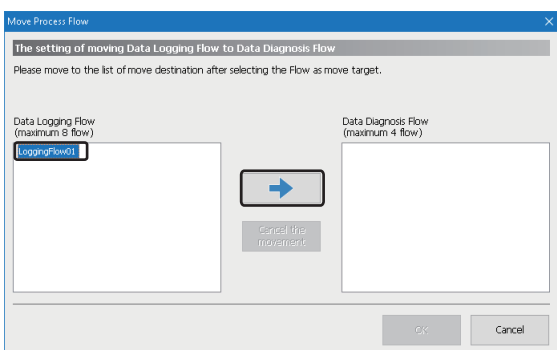 Move Process Flow
The setting of moving Data Logging Flow to Data Diagnosis Flow
Please move to the list of move destination after selecting the Flow as move target.
Data Logging Flow
(maximum 8 flow)
LoggingFlow01
Cancel the
movement
Data Diagnosis Flow
(maximum 4 flow)
OK
Cancel